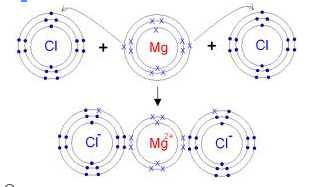 Cl + Mg + Cl
Cl- Mg2+ Cl-